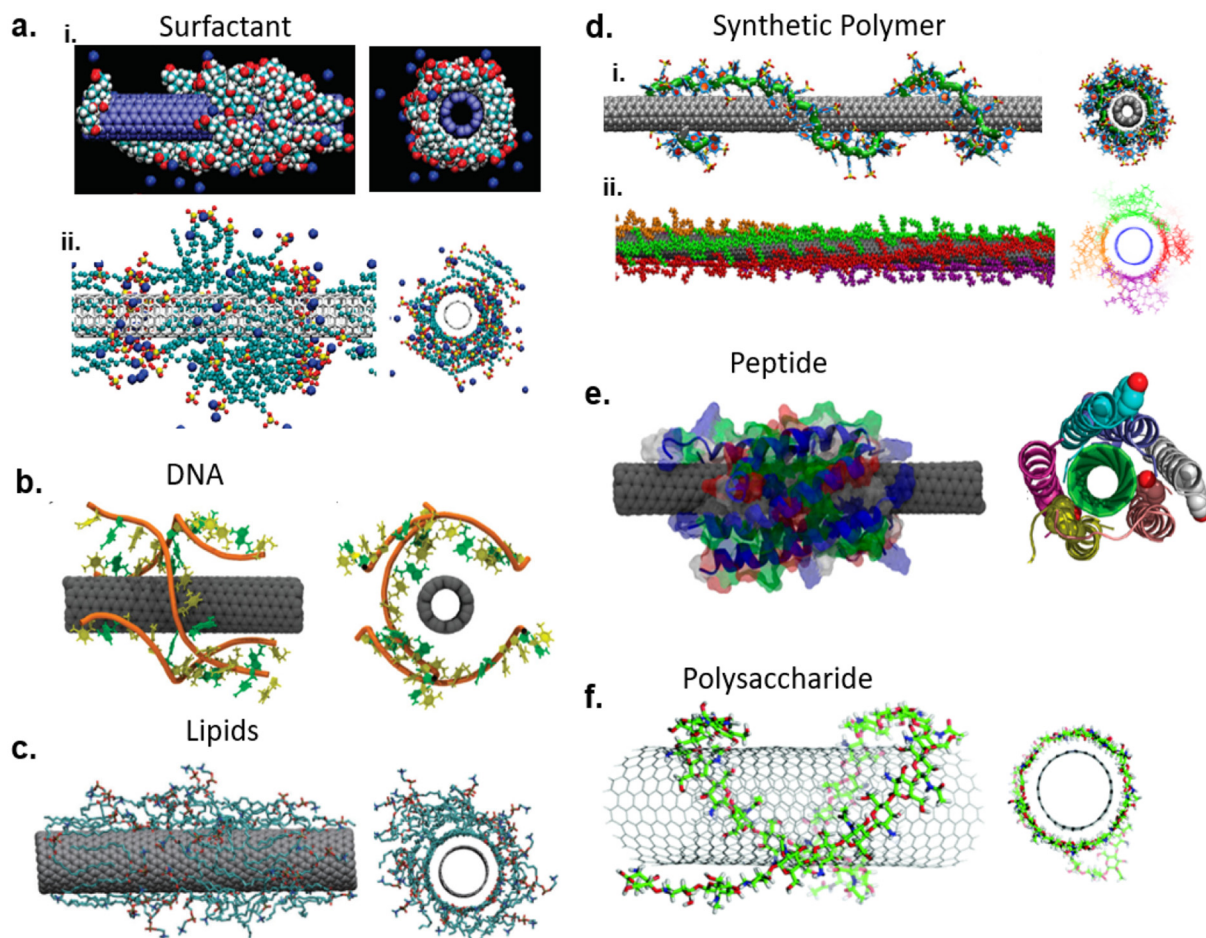 a.
i.
Surfactant
ii.
b.
DNA
c.
Lipids
d.
Synthetic Polymer
i.
ii.
e.
Peptide
f.
Polysaccharide